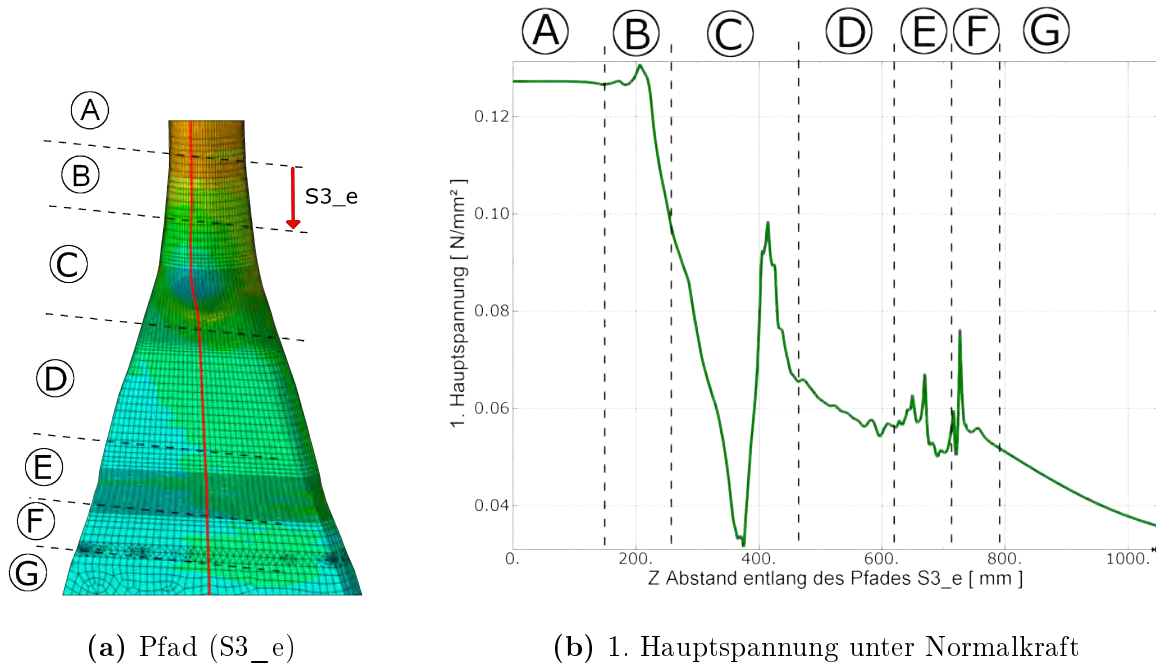 A
B
C
D
E
F
G
S3_e
A B C D E F G
1. Hauptspannung [ N/mm² ]
0.12
0.10
0.08
0.06
0.04
0. 200. 400. 600. 800. 1000.
Z Abstand entlang des Pfades S3_e [ mm ]
(a) Pfad (S3_e)
(b) 1. Hauptspannung unter Normalkraft